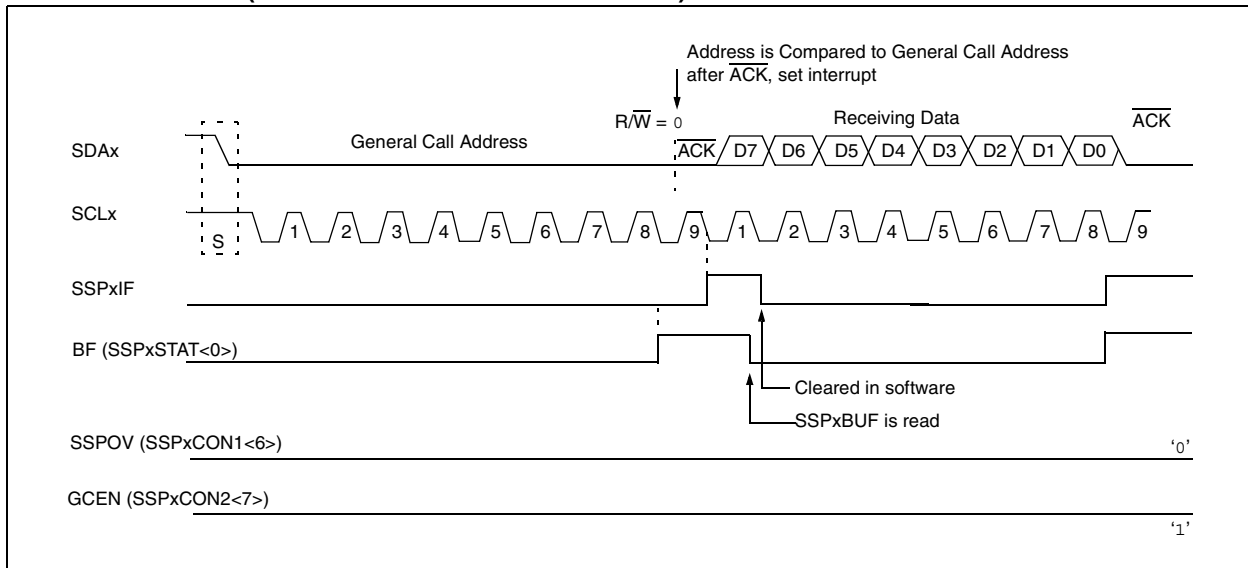 Address is Compared to General Call Address
after ACK, set interrupt
R/W = 0
Receiving Data
ACK
SDAx
General Call Address
ACK D7 D6 D5 D4 D3 D2 D1 D0
SCLx
S
1 2 3 4 5 6 7 8 9 1 2 3 4 5 6 7 8 9
SSPxIF
BF (SSPxSTAT<0>)
Cleared in software
SSPxBUF is read
SSPOV (SSPxCON1<6>)
‘0’
GCEN (SSPxCON2<7>)
‘1’